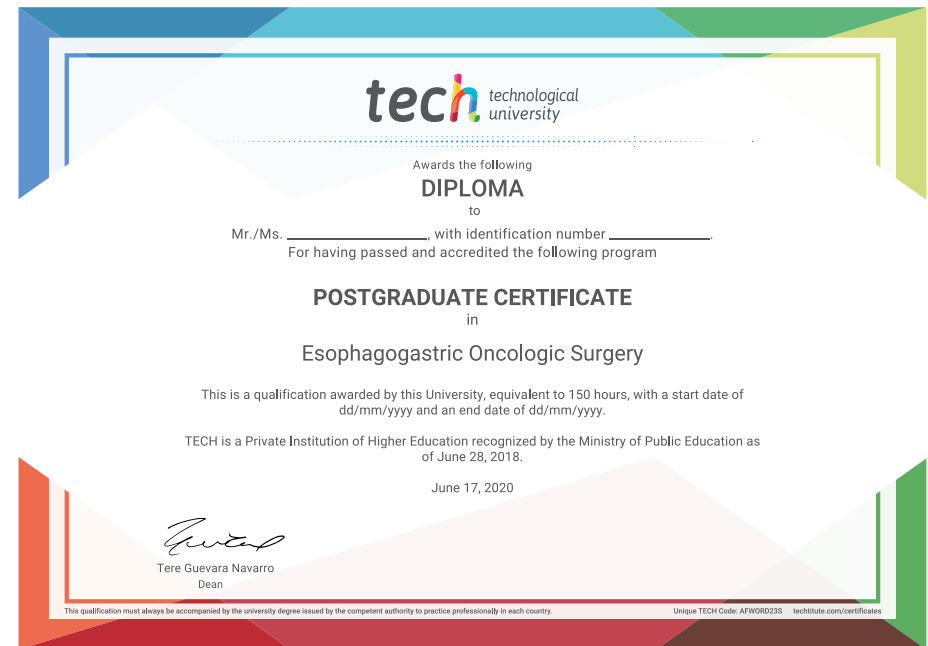 tech technological
university
Awards the following
DIPLOMA
to
Mr./Ms. ____________________, with identification number ______________.
For having passed and accredited the following program
POSTGRADUATE CERTIFICATE
in
Esophagogastric Oncologic Surgery
This is a qualification awarded by this University, equivalent to 150 hours, with a start date of
dd/mm/yyyy and an end date of dd/mm/yyyy.
TECH is a Private Institution of Higher Education recognized by the Ministry of Public Education as
of June 28, 2018.
June 17, 2020
Tere Guevara Navarro
Dean
This qualification must always be accompanied by the university degree issued by the competent authority to practice professionally in each country. Unique TECH Code: AFWORD23S techtitute.com/certificates